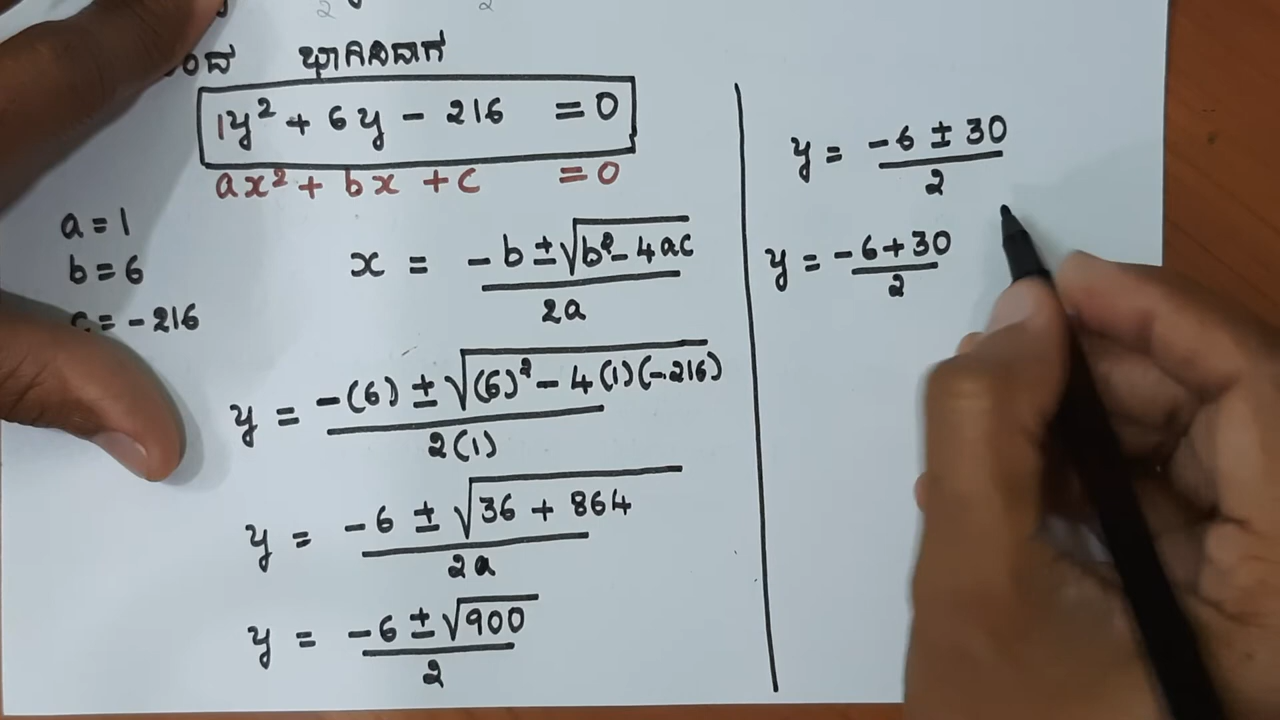 1y² + 6y - 216 = 0
ax² + bx + c = 0
a = 1
b = 6
c = -216
x = -b ± √b² - 4ac / 2a
y = -(6) ± √(6)² - 4(1)(-216) / 2(1)
y = -6 ± √36 + 864 / 2a
y = -6 ± √900 / 2
y = -6 ± 30 / 2
y = -6 + 30 / 2